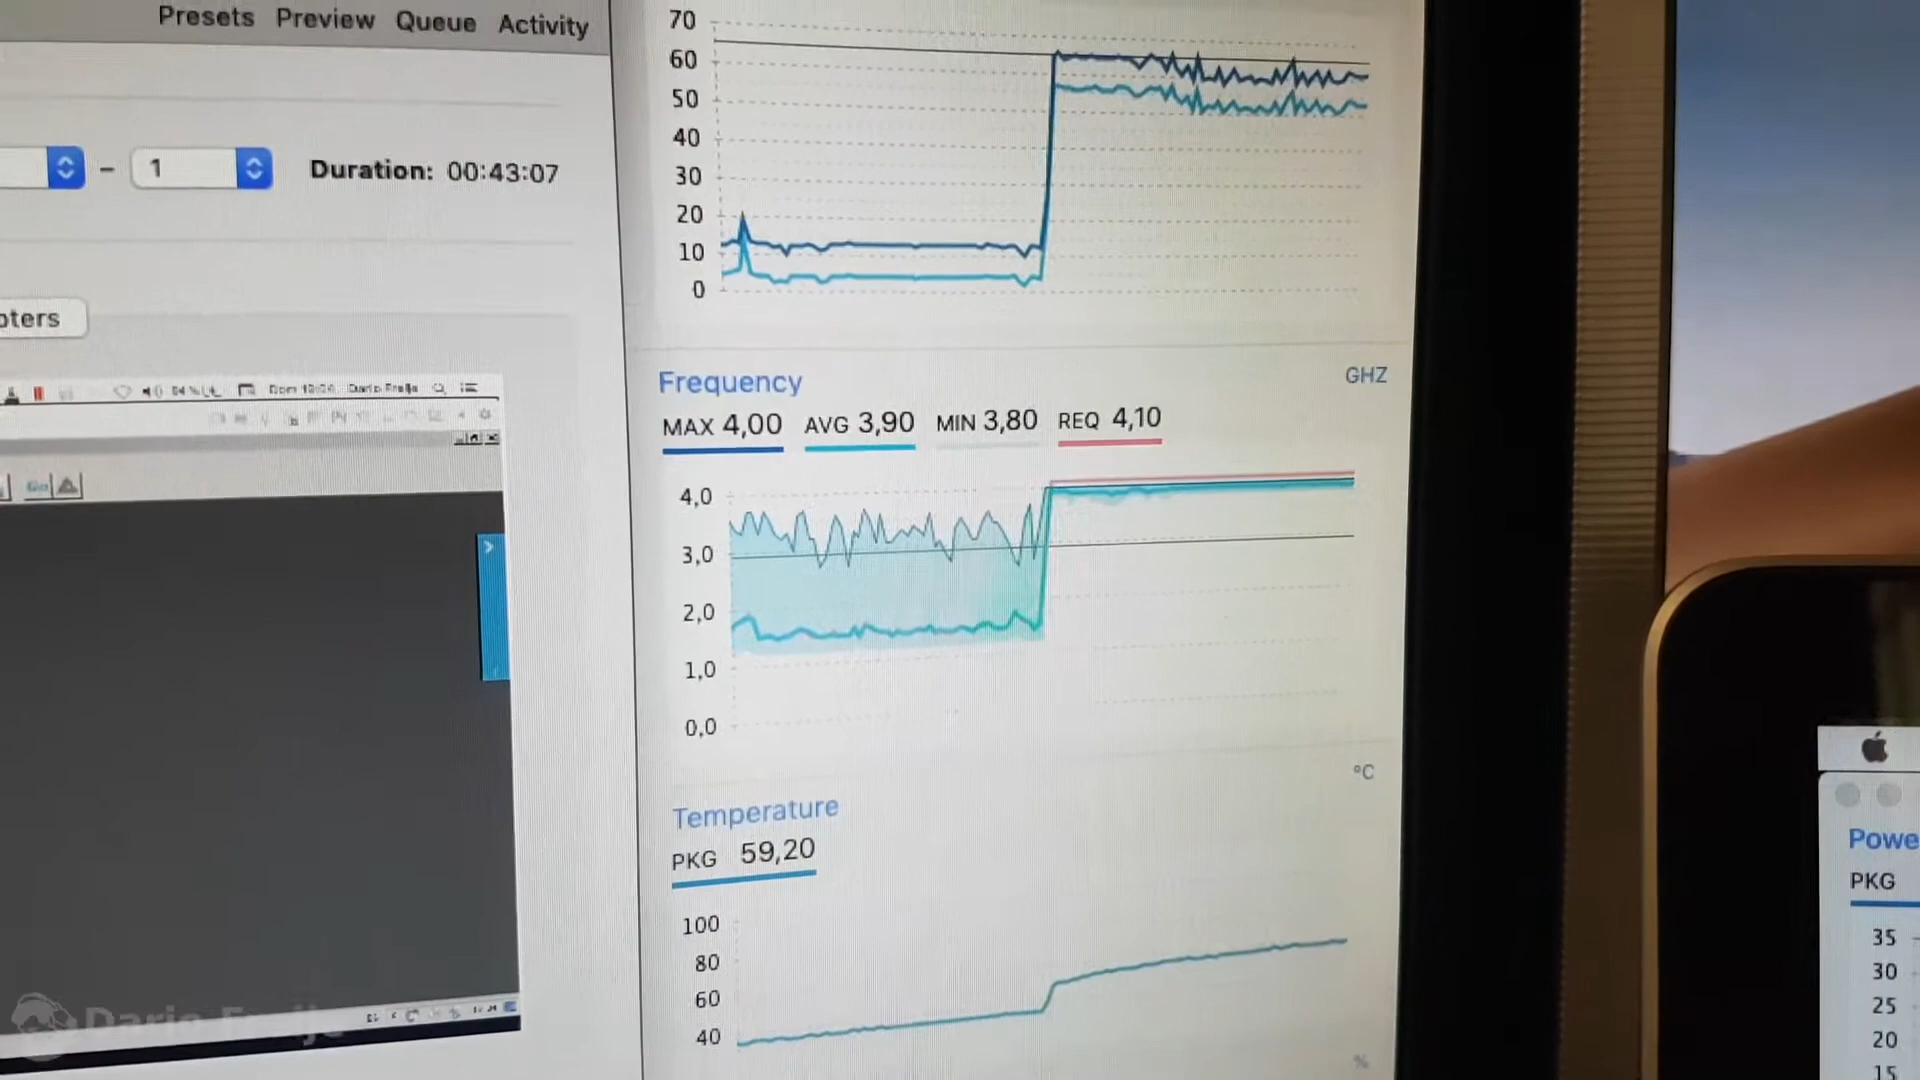 Presets Preview Queue Activity
– 1 Duration: 00:43:07
pters
70
60
50
40
30
20
10
0
Frequency GHZ
MAX 4,00 AVG 3,90 MIN 3,80 REQ 4,10
4,0
3,0
2,0
1,0
0,0
Temperature °C
PKG 59,20
100
80
60
40
%
Powe
PKG
35
30
25
20
15